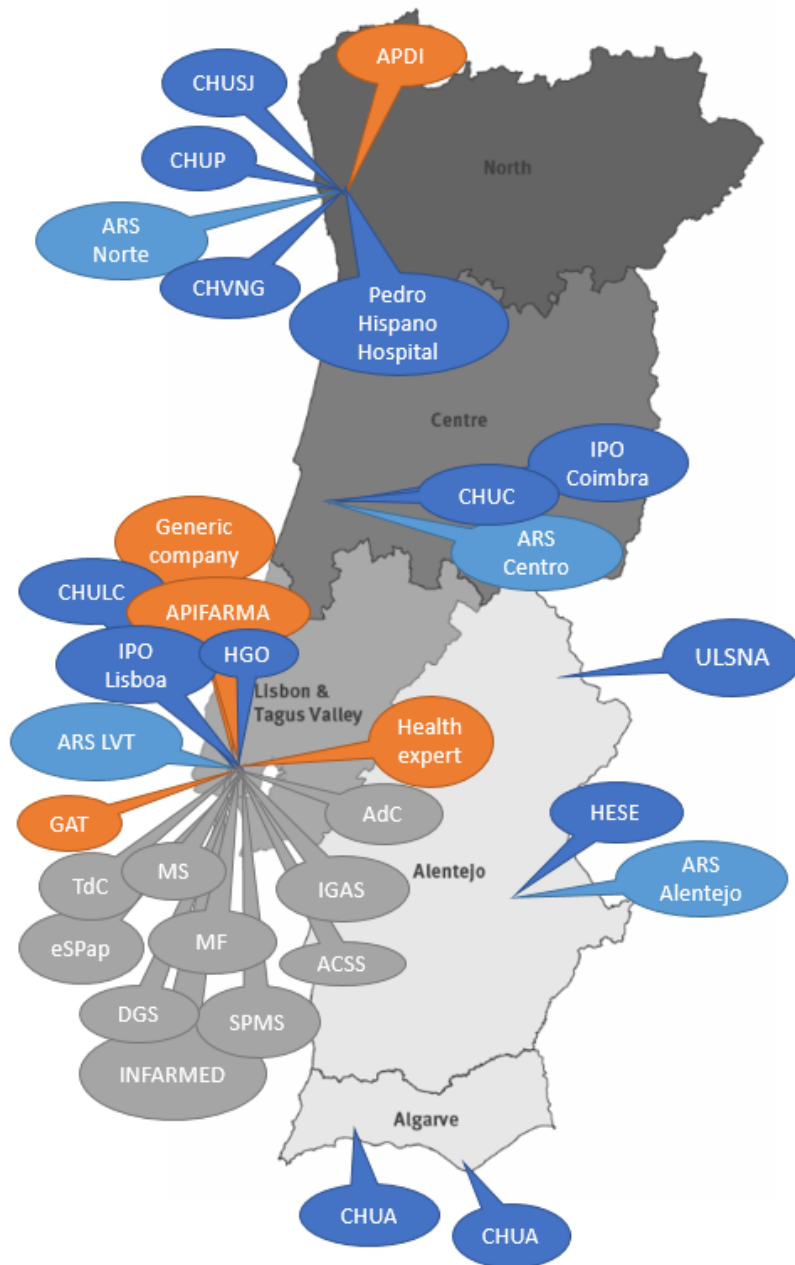 APDI
CHUSJ
CHUP
North
ARS
Norte
CHVNG
Pedro
Hispano
Hospital
Centre
IPO
Coimbra
CHUC
ARS
Centro
Generic
company
CHULC
APIFARMA
IPO
Lisboa
HGO
ULSNA
Lisbon &
Tagus Valley
ARS LVT
Health
expert
GAT
AdC
HESE
TdC
MS
IGAS
Alentejo
ARS
Alentejo
eSPap
MF
ACSS
DGS
SPMS
INFARMED
Algarve
CHUA
CHUA